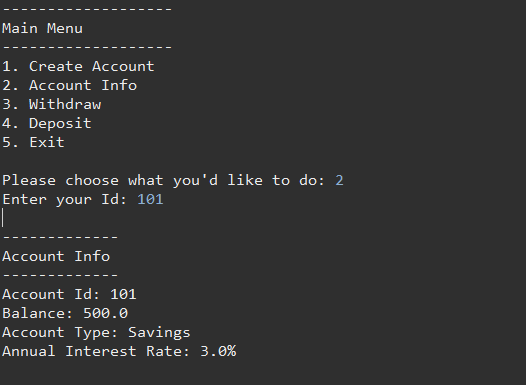 -------------------
Main Menu
-------------------
1. Create Account
2. Account Info
3. Withdraw
4. Deposit
5. Exit
Please choose what you'd like to do: 2
Enter your Id: 101
-------------
Account Info
-------------
Account Id: 101
Balance: 500.0
Account Type: Savings
Annual Interest Rate: 3.0%